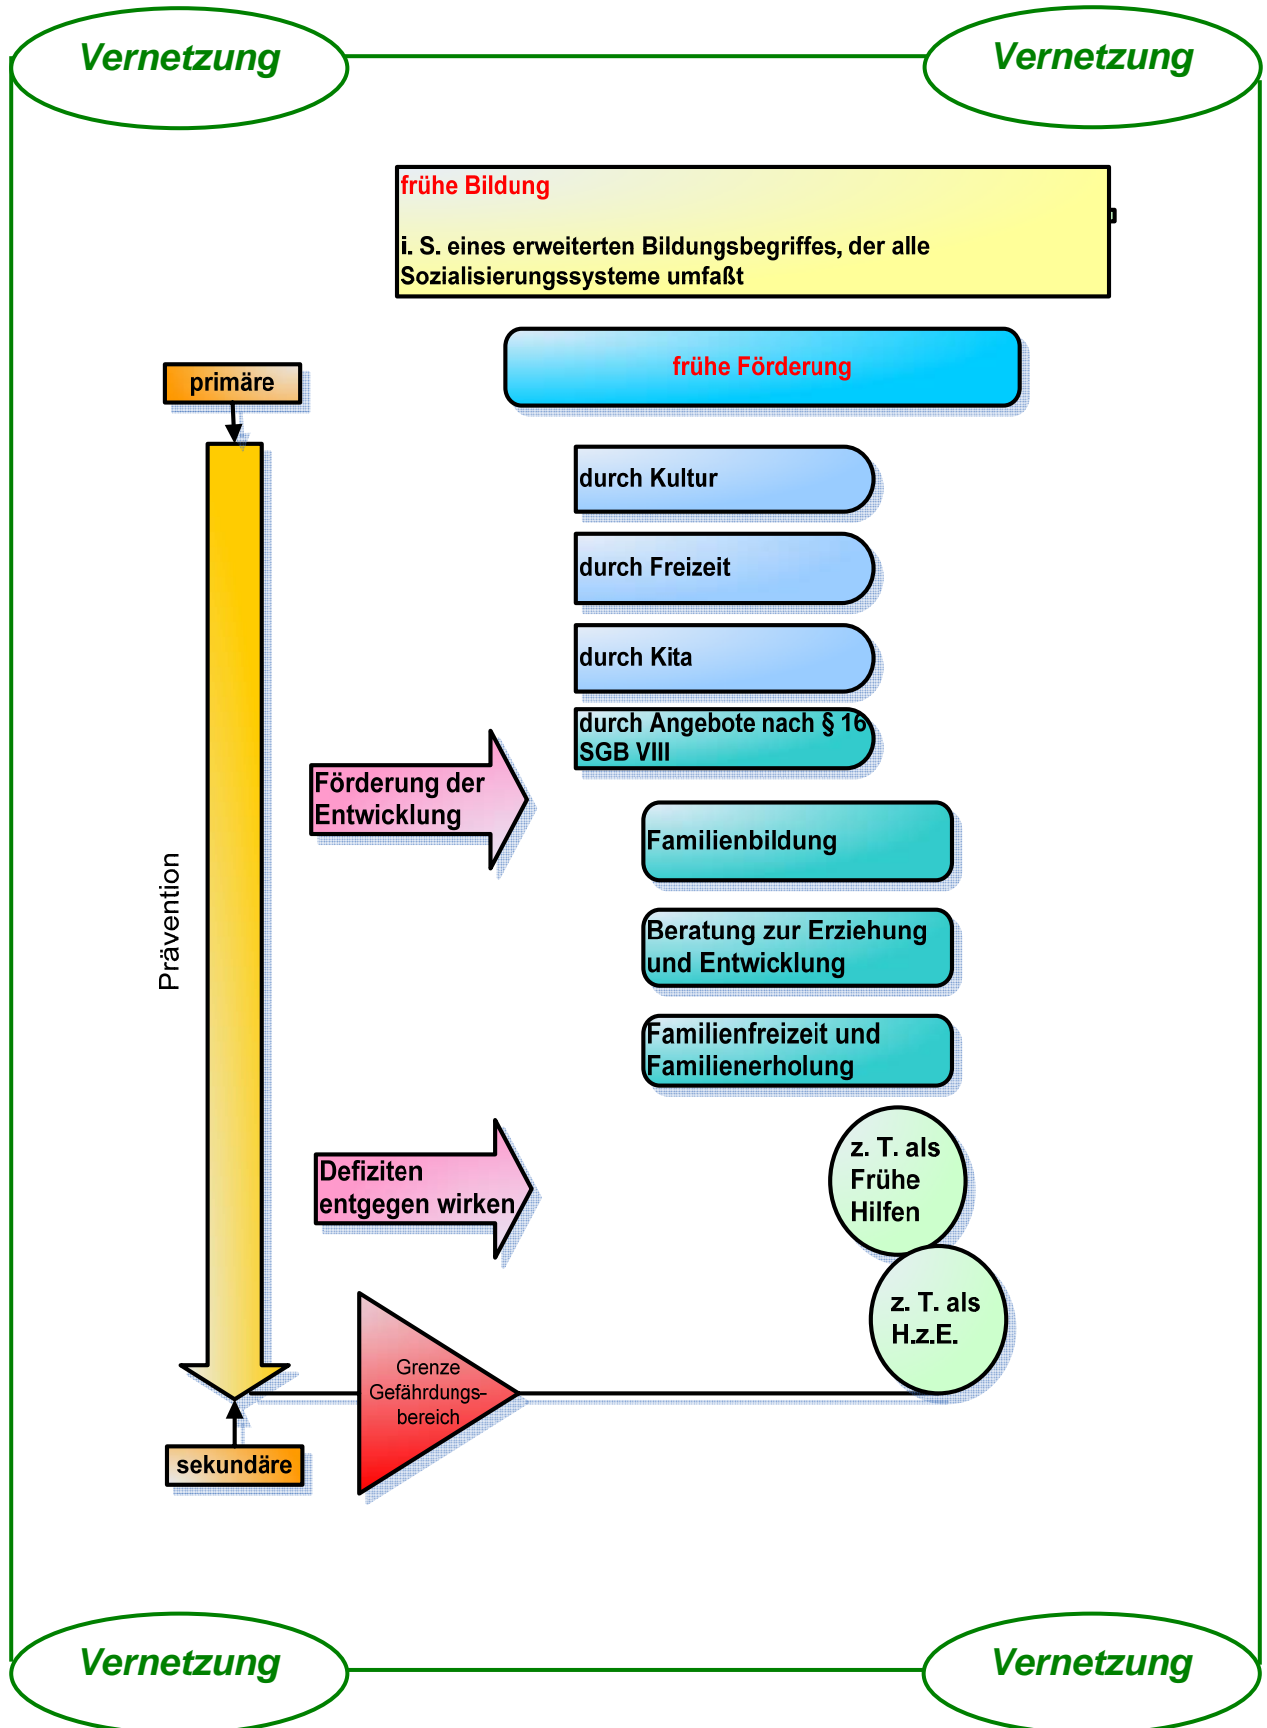 Vernetzung
Vernetzung
frühe Bildung
i. S. eines erweiterten Bildungsbegriffes, der alle
Sozialisierungssysteme umfaßt
frühe Förderung
primäre
durch Kultur
durch Freizeit
durch Kita
durch Angebote nach § 16
SGB VIII
Förderung der
Entwicklung
Familienbildung
Prävention
Beratung zur Erziehung
und Entwicklung
Familienfreizeit und
Familienerholung
z. T. als
Frühe
Hilfen
Defiziten
entgegen wirken
z. T. als
H.z.E.
Grenze
Gefährdungs-
bereich
sekundäre
Vernetzung
Vernetzung